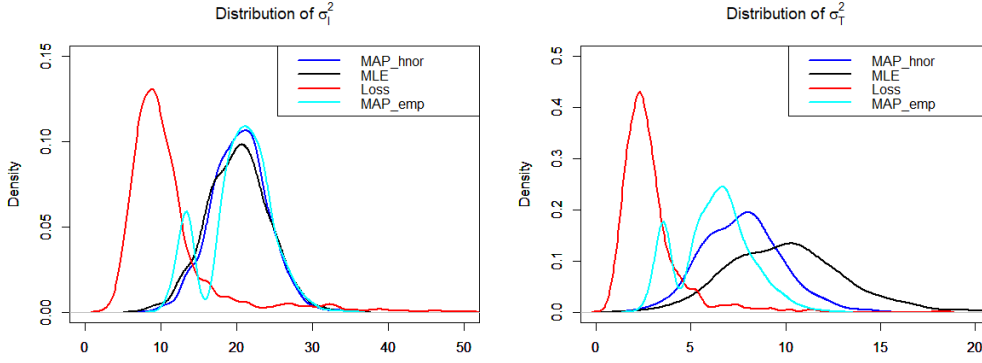 Distribution of σ_I^2
Density
0.00
0.05
0.10
0.15
0
10
20
30
40
50
MAP_hnor
MLE
Loss
MAP_emp
Distribution of σ_T^2
Density
0.0
0.1
0.2
0.3
0.4
0.5
0
5
10
15
20
MAP_hnor
MLE
Loss
MAP_emp